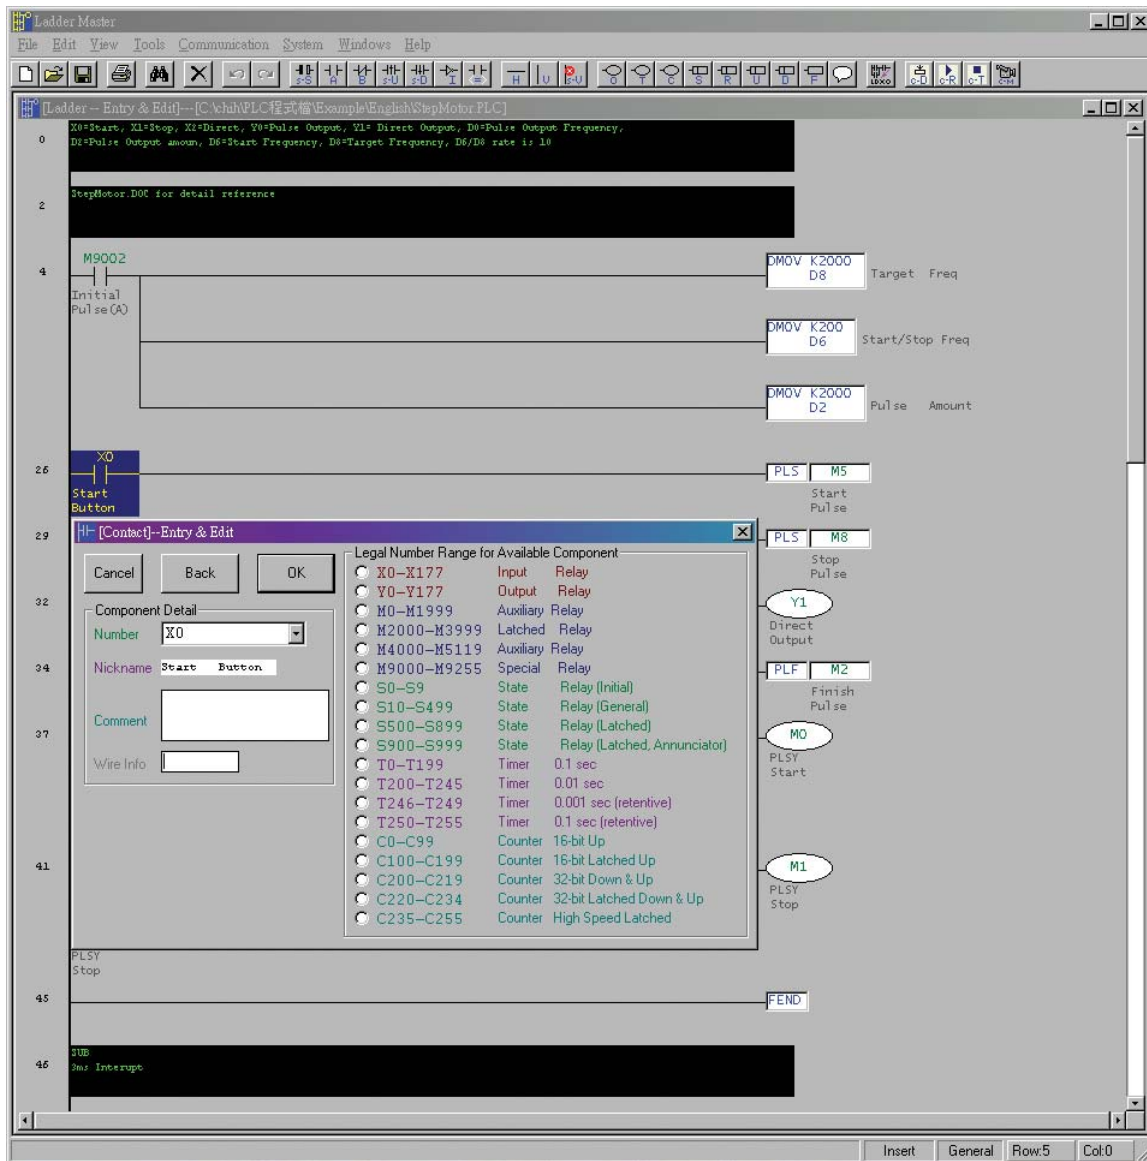 Ladder Master
File Edit View Tools Communication System Windows Help
s-S A B s-U s-D I = H V s-V O T C S R U D F LDX0 c-D c-R c-T c-M
[Ladder -- Entry & Edit]---[C:\chih\PLC程式檔\Example\English\StepMotor.PLC]
0
X0=Start, X1=Stop, X2=Direct, Y0=Pulse Output, Y1= Direct Output, D0=Pulse Output Frequency,
D2=Pulse Output amoun, D6=Start Frequency, D8=Target Frequency, D6/D8 rate is 10
2
StepMotor.DOC for detail reference
4
M9002
Initial
Pulse(A)
DMOV K2000
D8
Target Freq
DMOV K200
D6
Start/Stop Freq
DMOV K2000
D2
Pulse Amount
26
X0
Start
Button
PLS M5
Start
Pulse
[Contact]--Entry & Edit
Cancel Back OK
Component Detail
Number X0
Nickname Start Button
Comment
Wire Info
Legal Number Range for Available Component
X0-X177 Input Relay
Y0-Y177 Output Relay
M0-M1999 Auxiliary Relay
M2000-M3999 Latched Relay
M4000-M5119 Auxiliary Relay
M9000-M9255 Special Relay
S0-S9 State Relay (Initial)
S10-S499 State Relay (General)
S500-S899 State Relay (Latched)
S900-S999 State Relay (Latched, Annunciator)
T0-T199 Timer 0.1 sec
T200-T245 Timer 0.01 sec
T246-T249 Timer 0.001 sec (retentive)
T250-T255 Timer 0.1 sec (retentive)
C0-C99 Counter 16-bit Up
C100-C199 Counter 16-bit Latched Up
C200-C219 Counter 32-bit Down & Up
C220-C234 Counter 32-bit Latched Down & Up
C235-C255 Counter High Speed Latched
29
PLS M8
Stop
Pulse
32
Y1
Direct
Output
34
PLF M2
Finish
Pulse
37
M0
PLSY
Start
41
M1
PLSY
Stop
PLSY
Stop
45
FEND
46
SUB
3ms Interupt
Insert General Row:5 Col:0